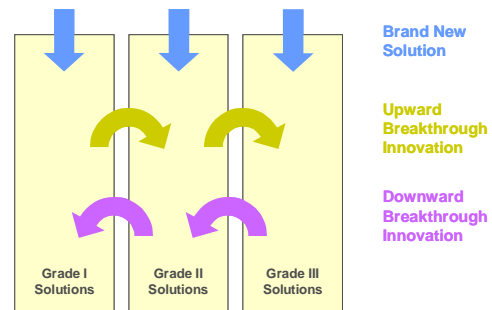 Brand New
Solution
Upward
Breakthrough
Innovation
Downward
Breakthrough
Innovation
Grade I
Solutions
Grade II
Solutions
Grade III
Solutions